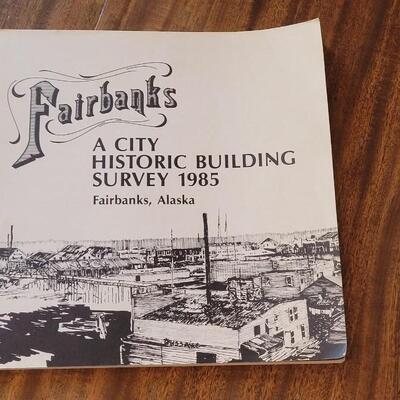 Fairbanks
A CITY
HISTORIC BUILDING
SURVEY 1985
Fairbanks, Alaska